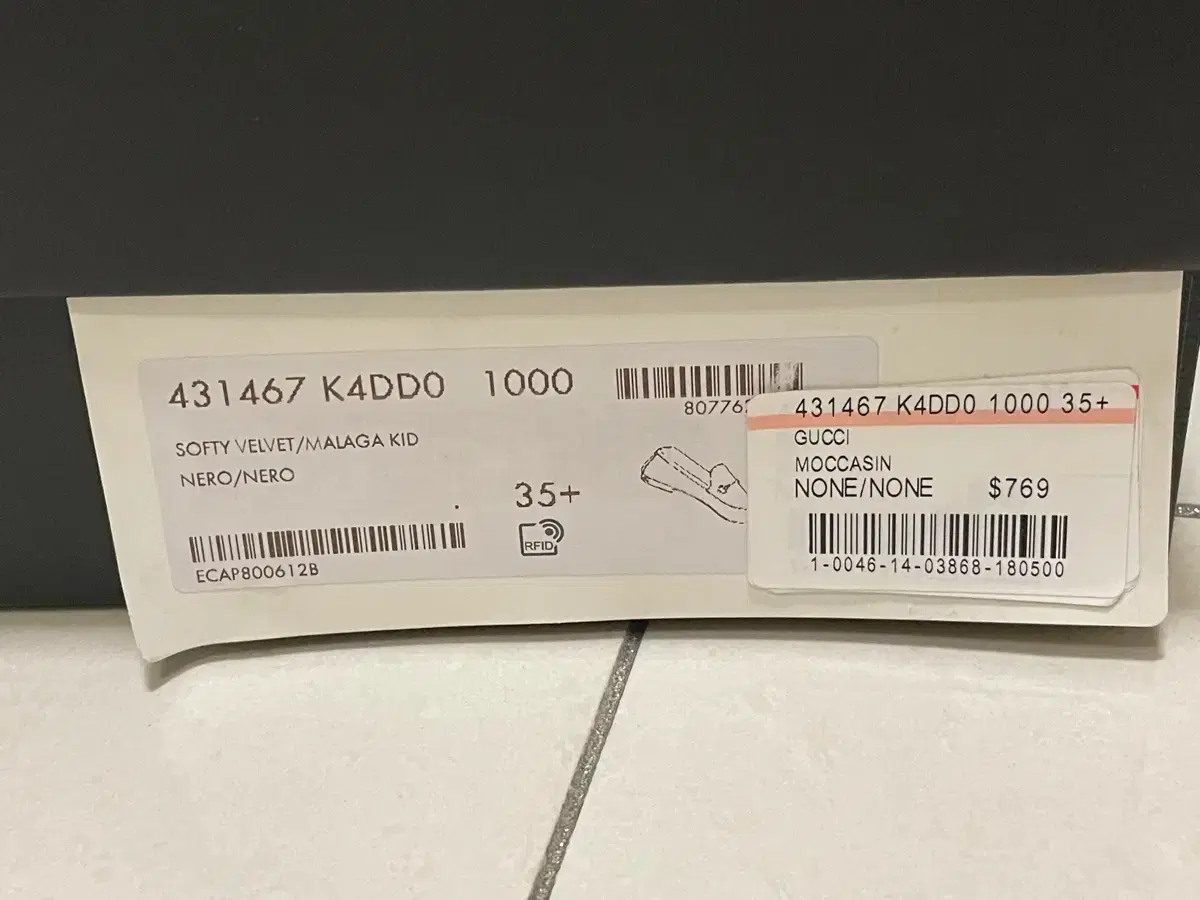 431467 K4DD0 1000
80776
SOFTY VELVET/MALAGA KID
NERO/NERO
35+
RFID
ECAP800612B
431467 K4DD0 1000 35+
GUCCI
MOCCASIN
NONE/NONE $769
1-0046-14-03868-180500